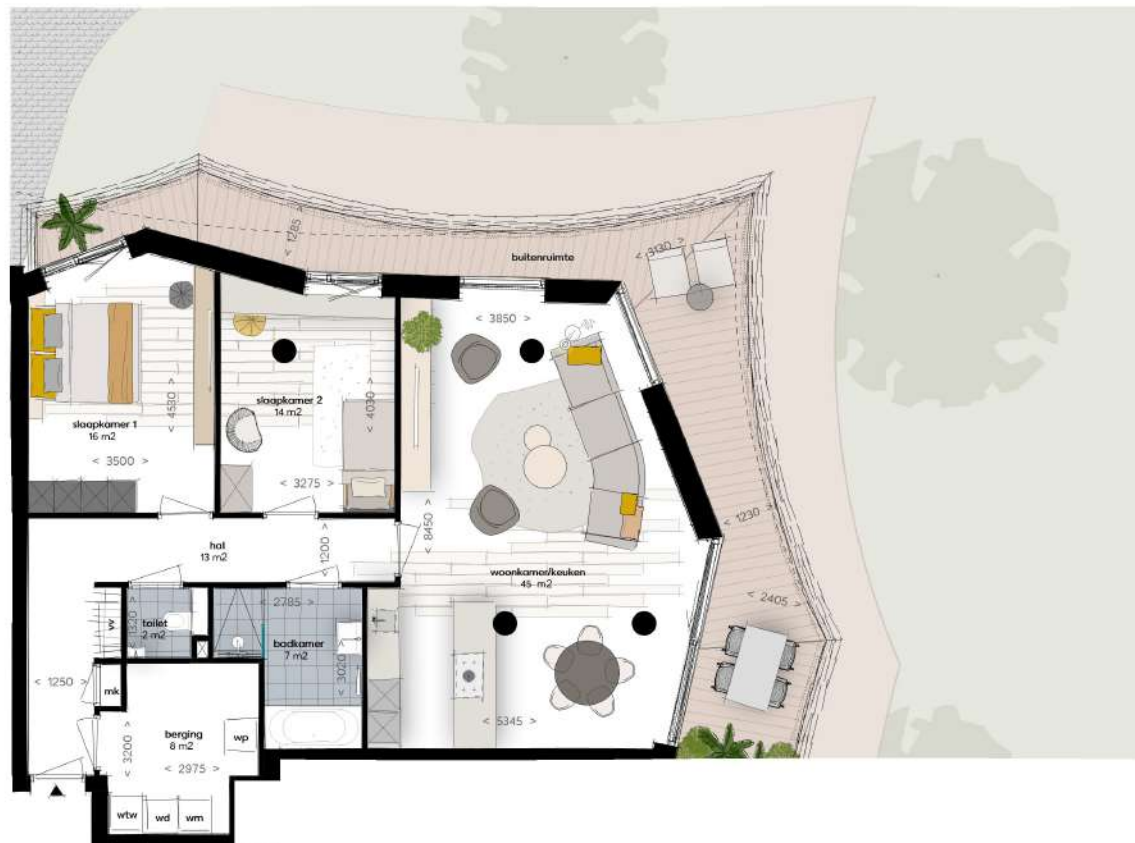 buitenruimte
< 1285 >
< 3130 >
< 3850 >
< 4530 >
slaapkamer 1
16 m2
< 3500 >
slaapkamer 2
14 m2
< 4030 >
< 3275 >
< 8450 >
< 1230 >
hal
13 m2
< 1200 >
woonkamer/keuken
45 m2
< 2405 >
vv
< 1320 >
toilet
2 m2
< 2785 >
badkamer
7 m2
< 3020 >
< 1250 >
mk
berging
8 m2
wp
< 3200 >
< 2975 >
< 5345 >
wtw
wd
wm